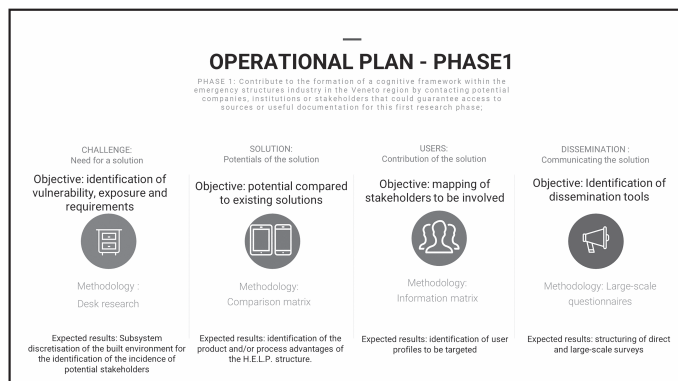 OPERATIONAL PLAN - PHASE1
PHASE 1: Contribute to the formation of a cognitive framework within the
emergency structures industry in the Veneto region by contacting potential
companies, institutions or stakeholders that could guarantee access to
sources or useful documentation for this first research phase;
CHALLENGE:
Need for a solution
Objective: identification of
vulnerability, exposure and
requirements
Methodology :
Desk research
Expected results: Subsystem
discretisation of the built environment for
the identification of the incidence of
potential stakeholders
SOLUTION:
Potentials of the solution
Objective: potential compared
to existing solutions
Methodology:
Comparison matrix
Expected results: identification of the
product and/or process advantages of
the H.E.L.P. structure.
USERS:
Contribution of the solution
Objective: mapping of
stakeholders to be involved
Methodology:
Information matrix
Expected results: identification of user
profiles to be targeted
DISSEMINATION :
Communicating the solution
Objective: Identification of
dissemination tools
Methodology: Large-scale
questionnaires
Expected results: structuring of direct
and large-scale surveys